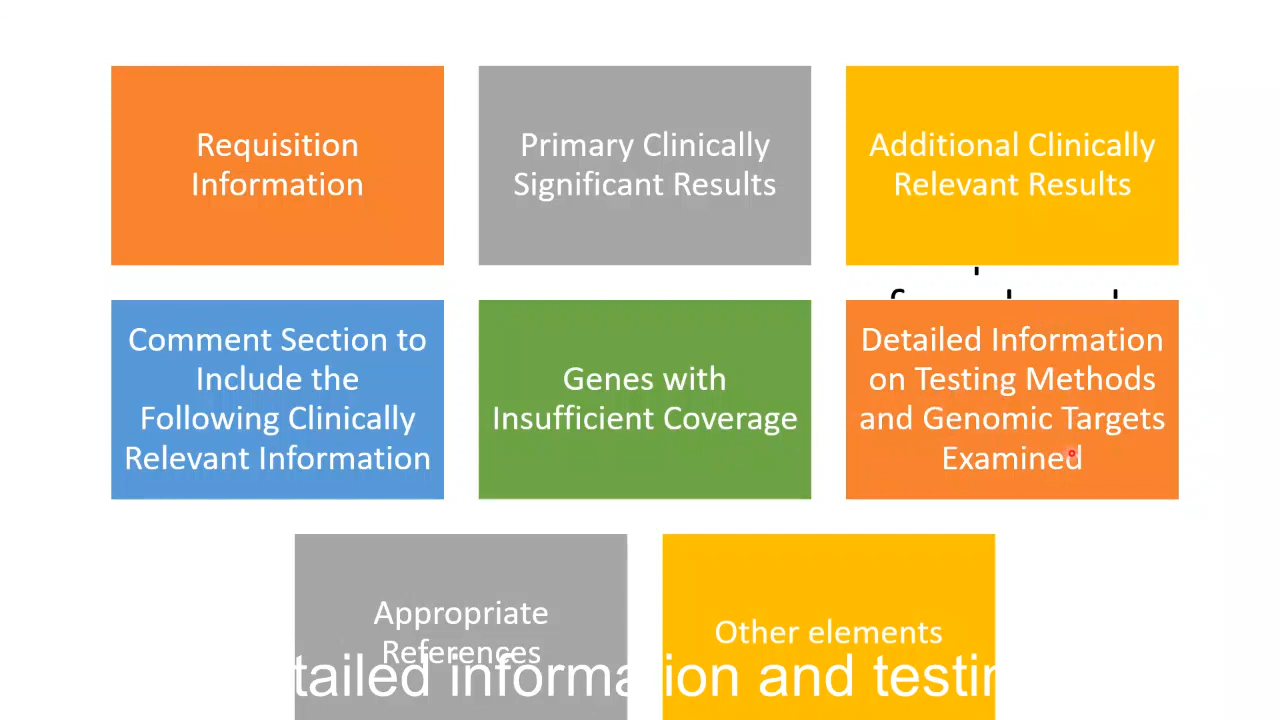 Requisition
Information
Primary Clinically
Significant Results
Additional Clinically
Relevant Results
Comment Section to
Include the
Following Clinically
Relevant Information
Genes with
Insufficient Coverage
Detailed Information
on Testing Methods
and Genomic Targets
Examined
Appropriate
References
Other elements
tailed information and testin